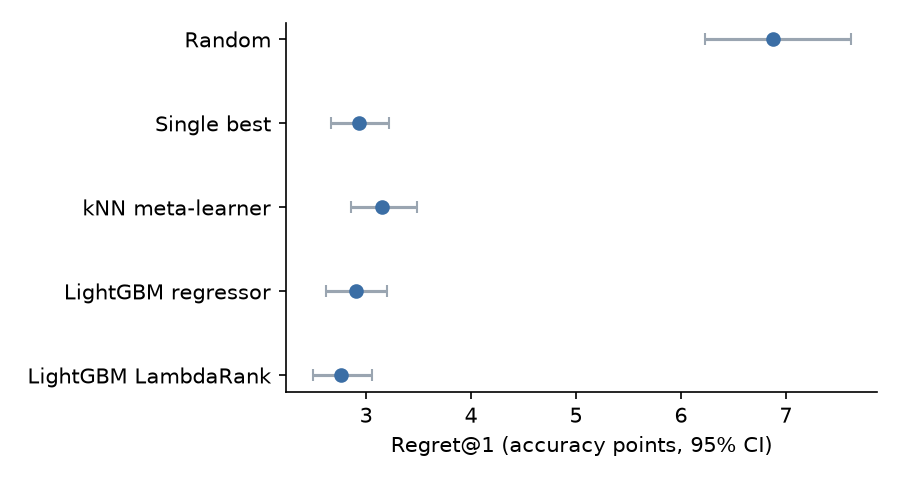 Random
Single best
kNN meta-learner
LightGBM regressor
LightGBM LambdaRank
3 4 5 6 7
Regret@1 (accuracy points, 95% CI)